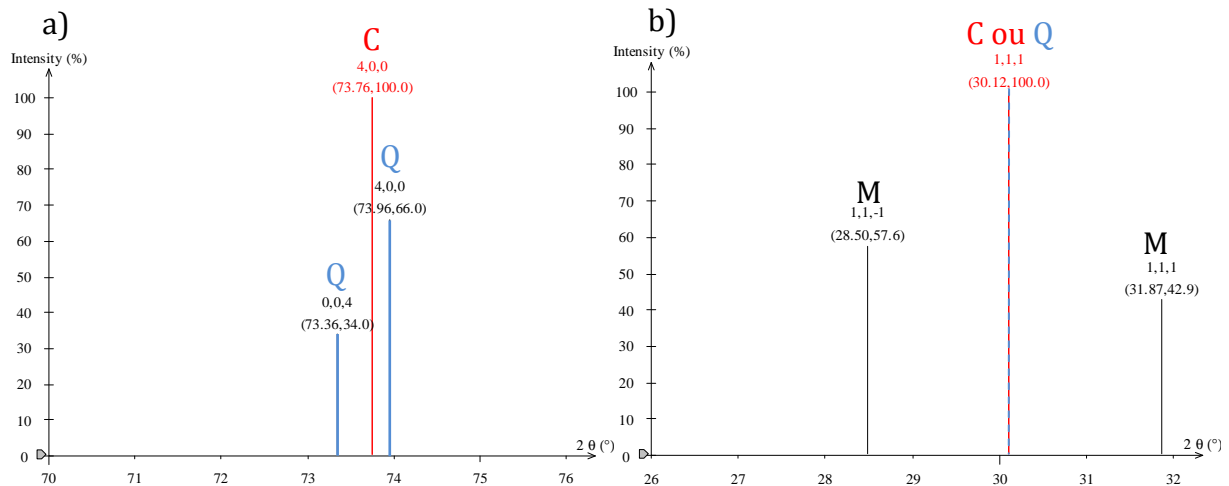 a)
Intensity (%)
C
4,0,0
(73.76,100.0)
Q
4,0,0
(73.96,66.0)
Q
0,0,4
(73.36,34.0)
100
90
80
70
60
50
40
30
20
10
0
2 θ (°)
70 71 72 73 74 75 76
b)
Intensity (%)
C ou Q
1,1,1
(30.12,100.0)
M
1,1,-1
(28.50,57.6)
M
1,1,1
(31.87,42.9)
100
90
80
70
60
50
40
30
20
10
0
2 θ (°)
26 27 28 29 30 31 32